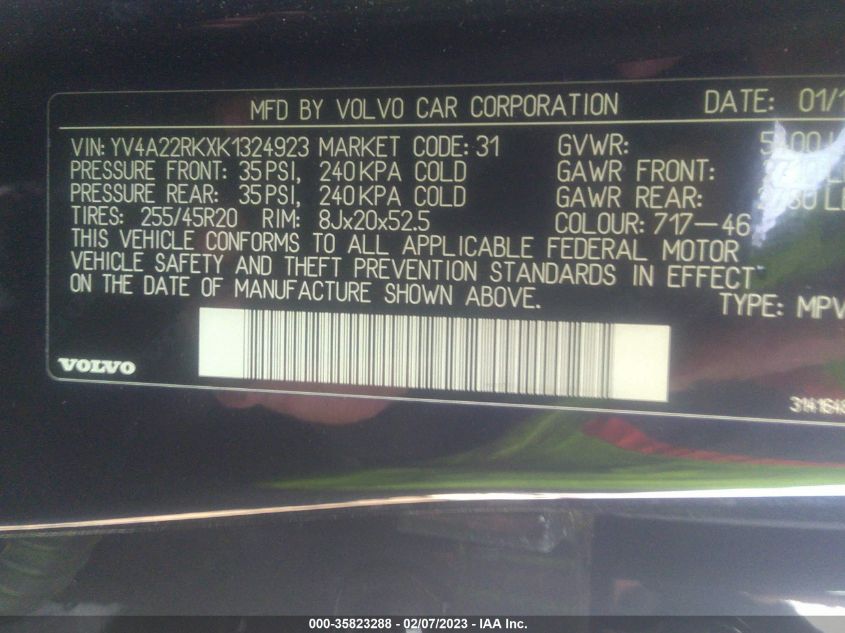 MFD BY VOLVO CAR CORPORATION DATE: 01/1
VIN: YV4A22RKXK1324923 MARKET CODE: 31 GVWR:
PRESSURE FRONT: 35 PSI, 240 KPA COLD GAWR FRONT:
PRESSURE REAR: 35 PSI, 240 KPA COLD GAWR REAR:
TIRES: 255/45R20 RIM: 8Jx20x52.5 COLOUR: 717-46
THIS VEHICLE CONFORMS TO ALL APPLICABLE FEDERAL MOTOR
VEHICLE SAFETY AND THEFT PREVENTION STANDARDS IN EFFECT
ON THE DATE OF MANUFACTURE SHOWN ABOVE.
TYPE: MPV
VOLVO
000-35823288 - 02/07/2023 - IAA Inc.